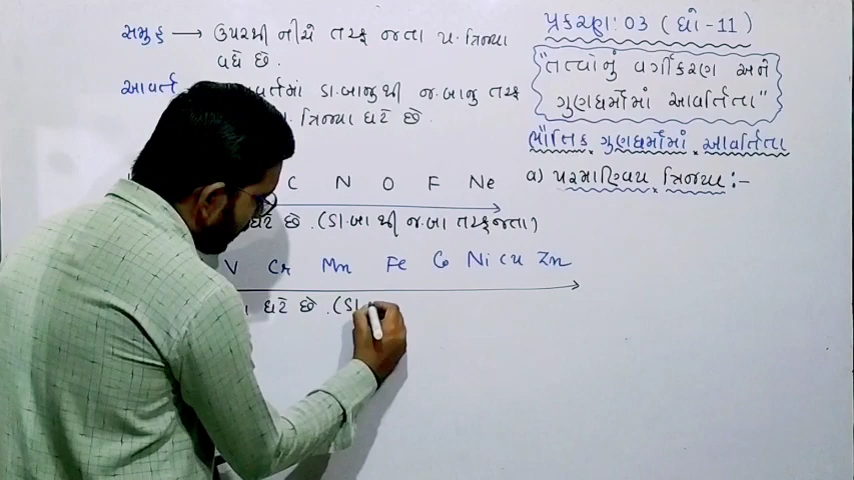 સમુહ → ઉપરથી નીચે તરફ જતા પ. ત્રિજ્યા
વધે છે.
આવર્ત ર્તમાં ડા.બાજુથી જ.બાજુ તરફ
. ત્રિજ્યા ઘટે છે.
C N O F Ne
ઘટે છે. (ડા.બા થી જ.બા તરફ જતા)
V Cr Mn Fe Co Ni Cu Zn
ઘટે છે. (ડા
પ્રકરણ: 03 (ધો-11)
"તત્વોનું વર્ગીકરણ અને
ગુણધર્મોમાં આવર્તિતા"
ભૌતિક ગુણધર્મોમાં આવર્તિતા
a) પરમાણ્વિય ત્રિજ્યા :-